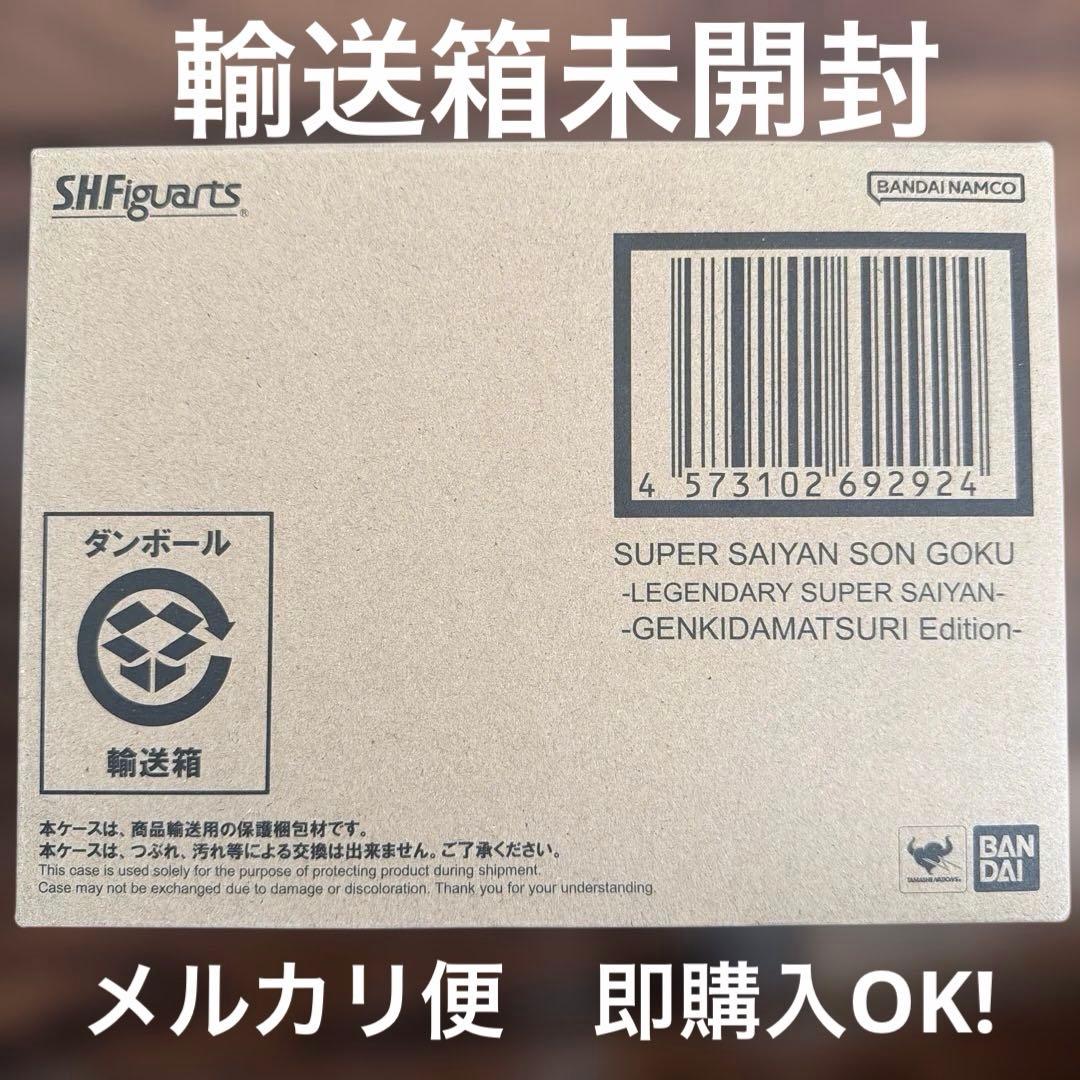 輸送箱未開封
S.H.Figuarts®
BANDAI NAMCO
4 573102 692924
SUPER SAIYAN SON GOKU
-LEGENDARY SUPER SAIYAN-
-GENKIDAMATSURI Edition-
ダンボール
輸送箱
本ケースは、商品輸送用の保護梱包材です。
本ケースは、つぶれ、汚れ等による交換は出来ません。ご了承ください。
This case is used solely for the purpose of protecting product during shipment.
Case may not be exchanged due to damage or discoloration. Thank you for your understanding.
TAMASHII NATIONS
BAN
DAI
メルカリ便 即購入OK!